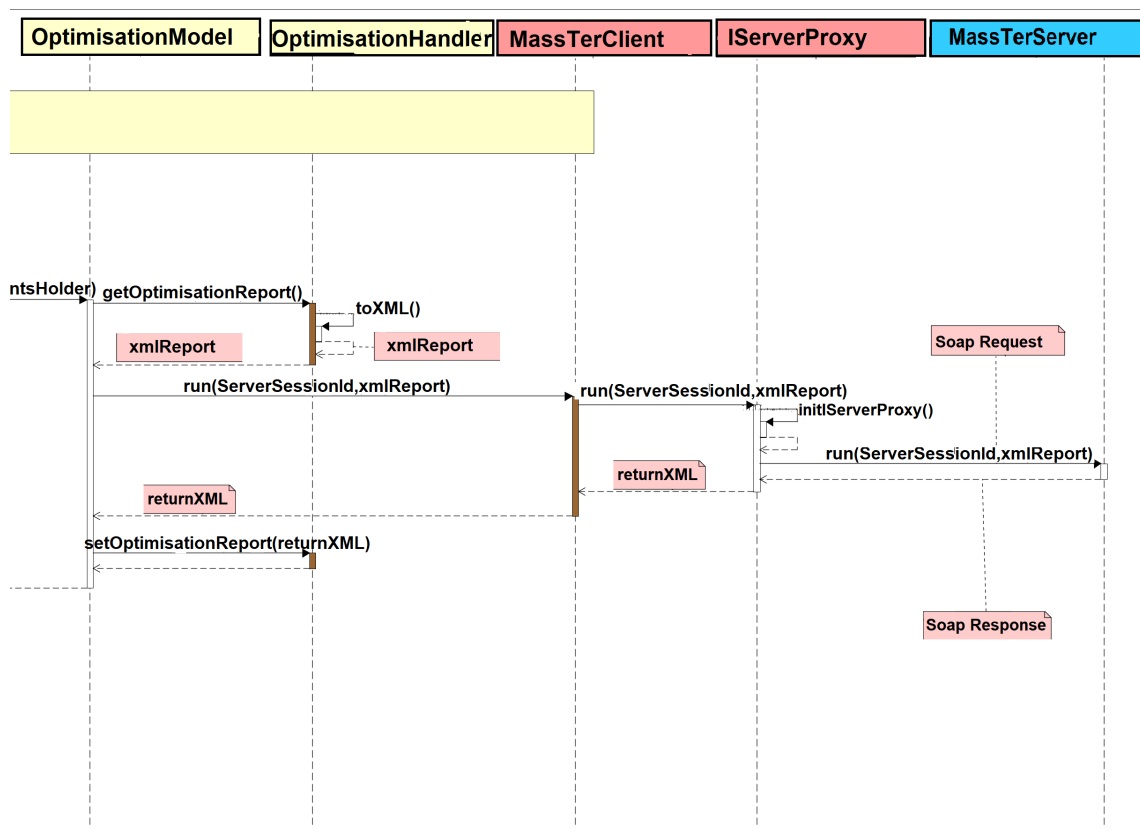 OptimisationModel
OptimisationHandler
MassTerClient
IServerProxy
MassTerServer
ntsHolder)
getOptimisationReport()
toXML()
xmlReport
xmlReport
Soap Request
run(ServerSessionId,xmlReport)
run(ServerSessionId,xmlReport)
initIServerProxy()
run(ServerSessionId,xmlReport)
returnXML
returnXML
setOptimisationReport(returnXML)
Soap Response